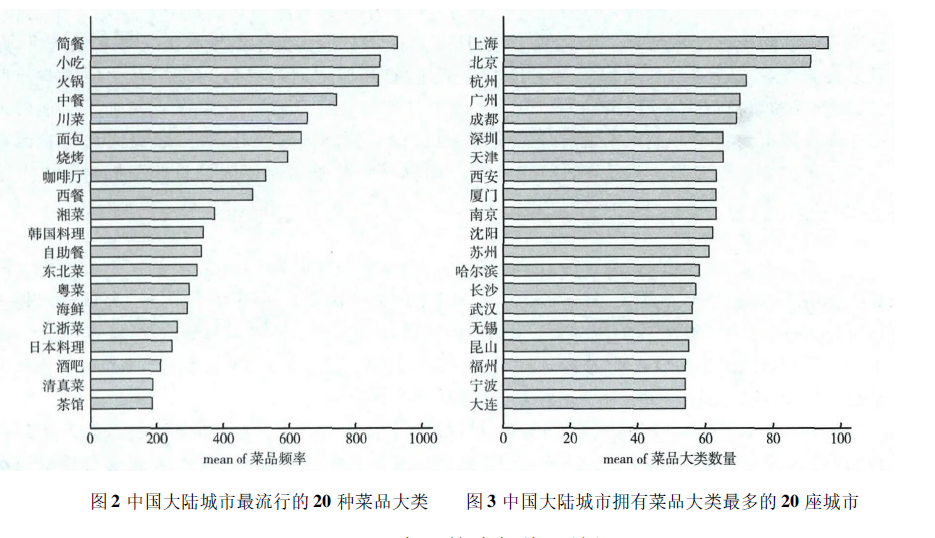 简餐
小吃
火锅
中餐
川菜
面包
烧烤
咖啡厅
西餐
湘菜
韩国料理
自助餐
东北菜
粤菜
海鲜
江浙菜
日本料理
酒吧
清真菜
茶馆
0 200 400 600 800 1000
mean of 菜品频率
图2 中国大陆城市最流行的20种菜品大类
上海
北京
杭州
广州
成都
深圳
天津
西安
厦门
南京
沈阳
苏州
哈尔滨
长沙
武汉
无锡
昆山
福州
宁波
大连
0 20 40 60 80 100
mean of 菜品大类数量
图3 中国大陆城市拥有菜品大类最多的20座城市